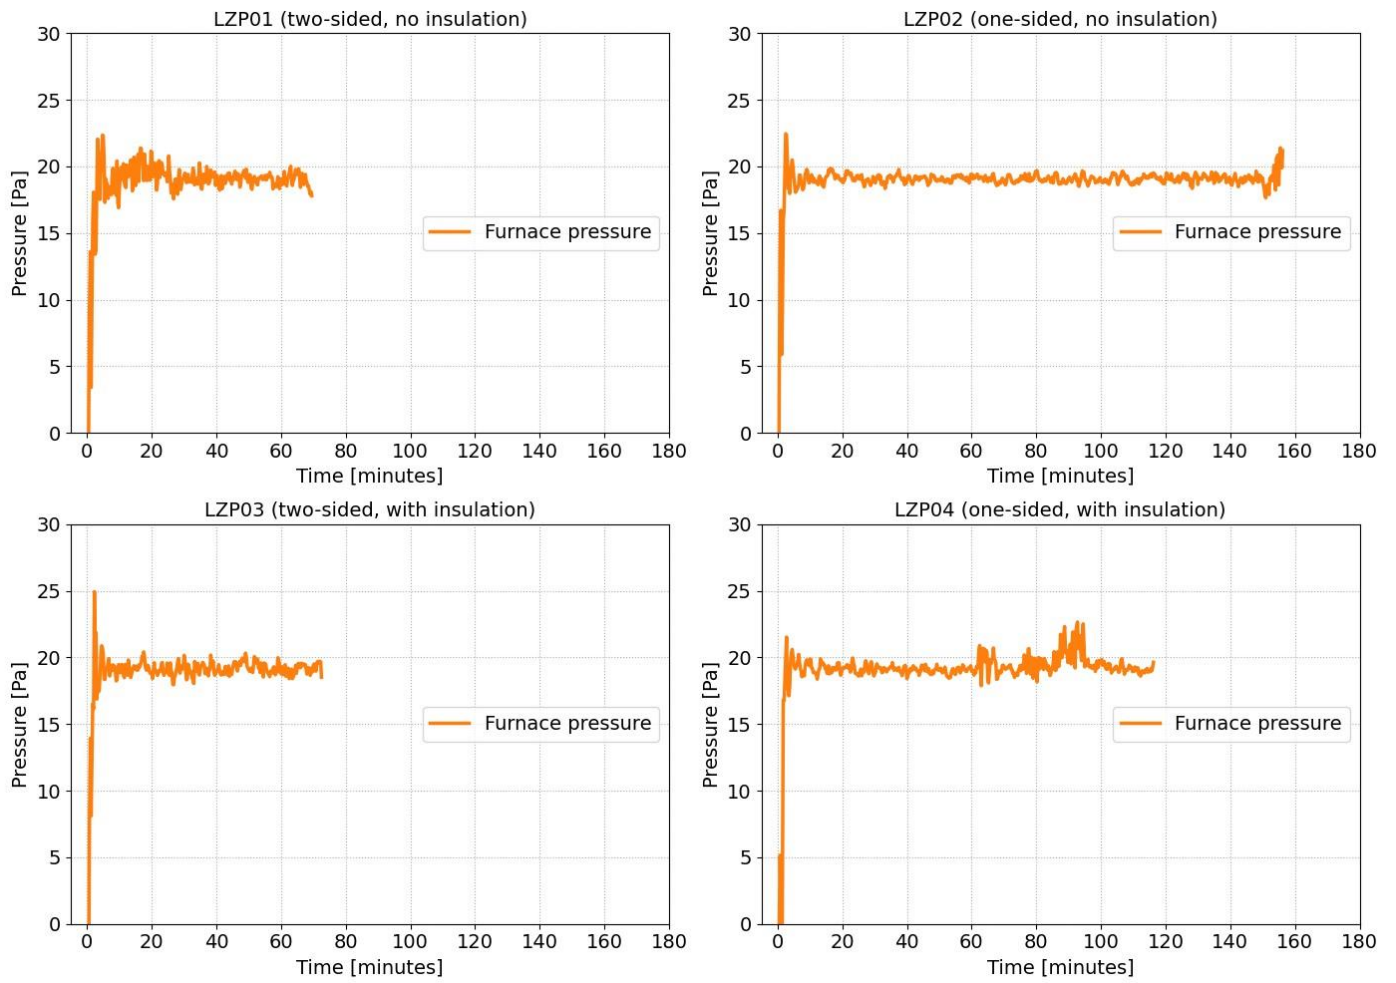 LZP01 (two-sided, no insulation)
30
25
20
15
10
5
0
Pressure [Pa]
Furnace pressure
0 20 40 60 80 100 120 140 160 180
Time [minutes]
LZP02 (one-sided, no insulation)
30
25
20
15
10
5
0
Pressure [Pa]
Furnace pressure
0 20 40 60 80 100 120 140 160 180
Time [minutes]
LZP03 (two-sided, with insulation)
30
25
20
15
10
5
0
Pressure [Pa]
Furnace pressure
0 20 40 60 80 100 120 140 160 180
Time [minutes]
LZP04 (one-sided, with insulation)
30
25
20
15
10
5
0
Pressure [Pa]
Furnace pressure
0 20 40 60 80 100 120 140 160 180
Time [minutes]